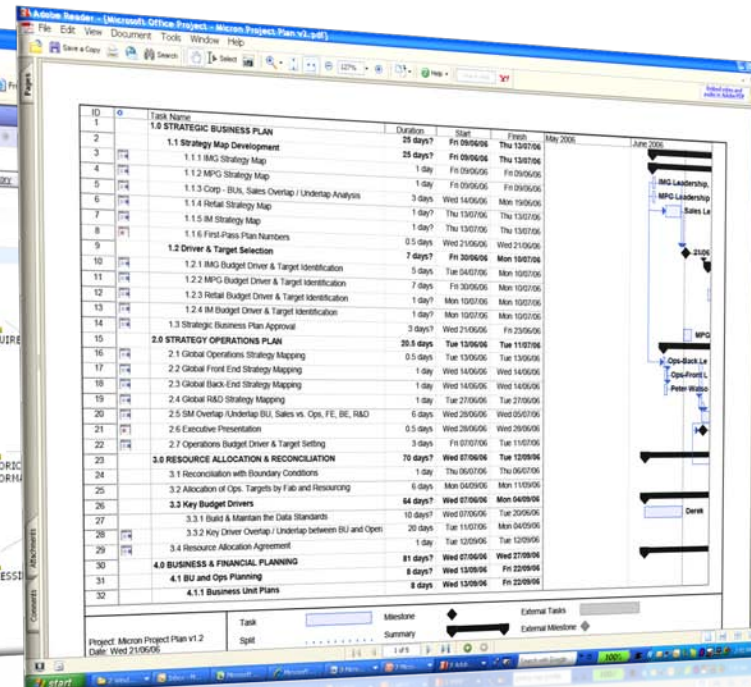 Adobe Reader - [Microsoft Office Project - Micron Project Plan v2.pdf]
File Edit View Document Tools Window Help
Save a Copy Search Select 127% Help
Pages
ID Task Name Duration Start Finish May 2006 June 2006
1 1.0 STRATEGIC BUSINESS PLAN 25 days? Fri 09/06/06 Thu 13/07/06
2 1.1 Strategy Map Development 25 days? Fri 09/06/06 Thu 13/07/06
3 1.1.1 IMG Strategy Map 1 day Fri 09/06/06 Fri 09/06/06 IMG Leadership,
4 1.1.2 MPG Strategy Map 1 day Fri 09/06/06 Fri 09/06/06 MPG Leadership
5 1.1.3 Corp - BUs, Sales Overlap / Undertap Analysis 3 days Wed 14/06/06 Mon 19/06/06 Sales Le
6 1.1.4 Retail Strategy Map 1 day? Thu 13/07/06 Thu 13/07/06
7 1.1.5 IM Strategy Map 1 day? Thu 13/07/06 Thu 13/07/06
8 1.1.6 First-Pass Plan Numbers 0.5 days Wed 21/06/06 Wed 21/06/06 21/06
9 1.2 Driver & Target Selection 7 days? Fri 30/06/06 Mon 10/07/06
10 1.2.1 IMG Budget Driver & Target Identification 5 days Tue 04/07/06 Mon 10/07/06
11 1.2.2 MPG Budget Driver & Target Identification 7 days Fri 30/06/06 Mon 10/07/06
12 1.2.3 Retail Budget Driver & Target Identification 1 day? Mon 10/07/06 Mon 10/07/06
13 1.2.4 IM Budget Driver & Target Identification 1 day? Mon 10/07/06 Mon 10/07/06
14 1.3 Strategic Business Plan Approval 3 days? Wed 21/06/06 Fri 23/06/06 MPG
15 2.0 STRATEGY OPERATIONS PLAN 20.5 days Tue 13/06/06 Tue 11/07/06
16 2.1 Global Operations Strategy Mapping 0.5 days Tue 13/06/06 Tue 13/06/06 Ops-Back Le
17 2.2 Global Front End Strategy Mapping 1 day Wed 14/06/06 Wed 14/06/06 Ops-Front L
18 2.3 Global Back-End Strategy Mapping 1 day Wed 14/06/06 Wed 14/06/06 Peter Watso
19 2.4 Global R&D Strategy Mapping 1 day Tue 27/06/06 Tue 27/06/06
20 2.5 SM Overlap /Underlap BU, Sales vs. Ops, FE, BE, R&D 6 days Wed 28/06/06 Wed 05/07/06
21 2.6 Executive Presentation 0.5 days Wed 28/06/06 Wed 28/06/06
22 2.7 Operations Budget Driver & Target Setting 3 days Fri 07/07/06 Tue 11/07/06
23 3.0 RESOURCE ALLOCATION & RECONCILIATION 70 days? Wed 07/06/06 Tue 12/09/06
24 3.1 Reconciliation with Boundary Conditions 1 day Thu 06/07/06 Thu 06/07/06
25 3.2 Allocation of Ops. Targets by Fab and Resourcing 6 days Mon 04/09/06 Mon 11/09/06
26 3.3 Key Budget Drivers 64 days? Wed 07/06/06 Mon 04/09/06
27 3.3.1 Build & Maintain the Data Standards 10 days? Wed 07/06/06 Tue 20/06/06 Derek
28 3.3.2 Key Driver Overlap / Underlap between BU and Open 20 days Tue 11/07/06 Mon 04/09/06
29 3.4 Resource Allocation Agreement 1 day Tue 12/09/06 Tue 12/09/06
30 4.0 BUSINESS & FINANCIAL PLANNING 81 days? Wed 07/06/06 Wed 27/09/06
31 4.1 BU and Ops Planning 8 days? Wed 13/09/06 Fri 22/09/06
32 4.1.1 Business Unit Plans 8 days Wed 13/09/06 Fri 22/09/06
Attachments
Comments
Project: Micron Project Plan v1.2
Date: Wed 21/06/06
Task Milestone External Tasks
Split Summary External Milestone
1 of 5
start 100%